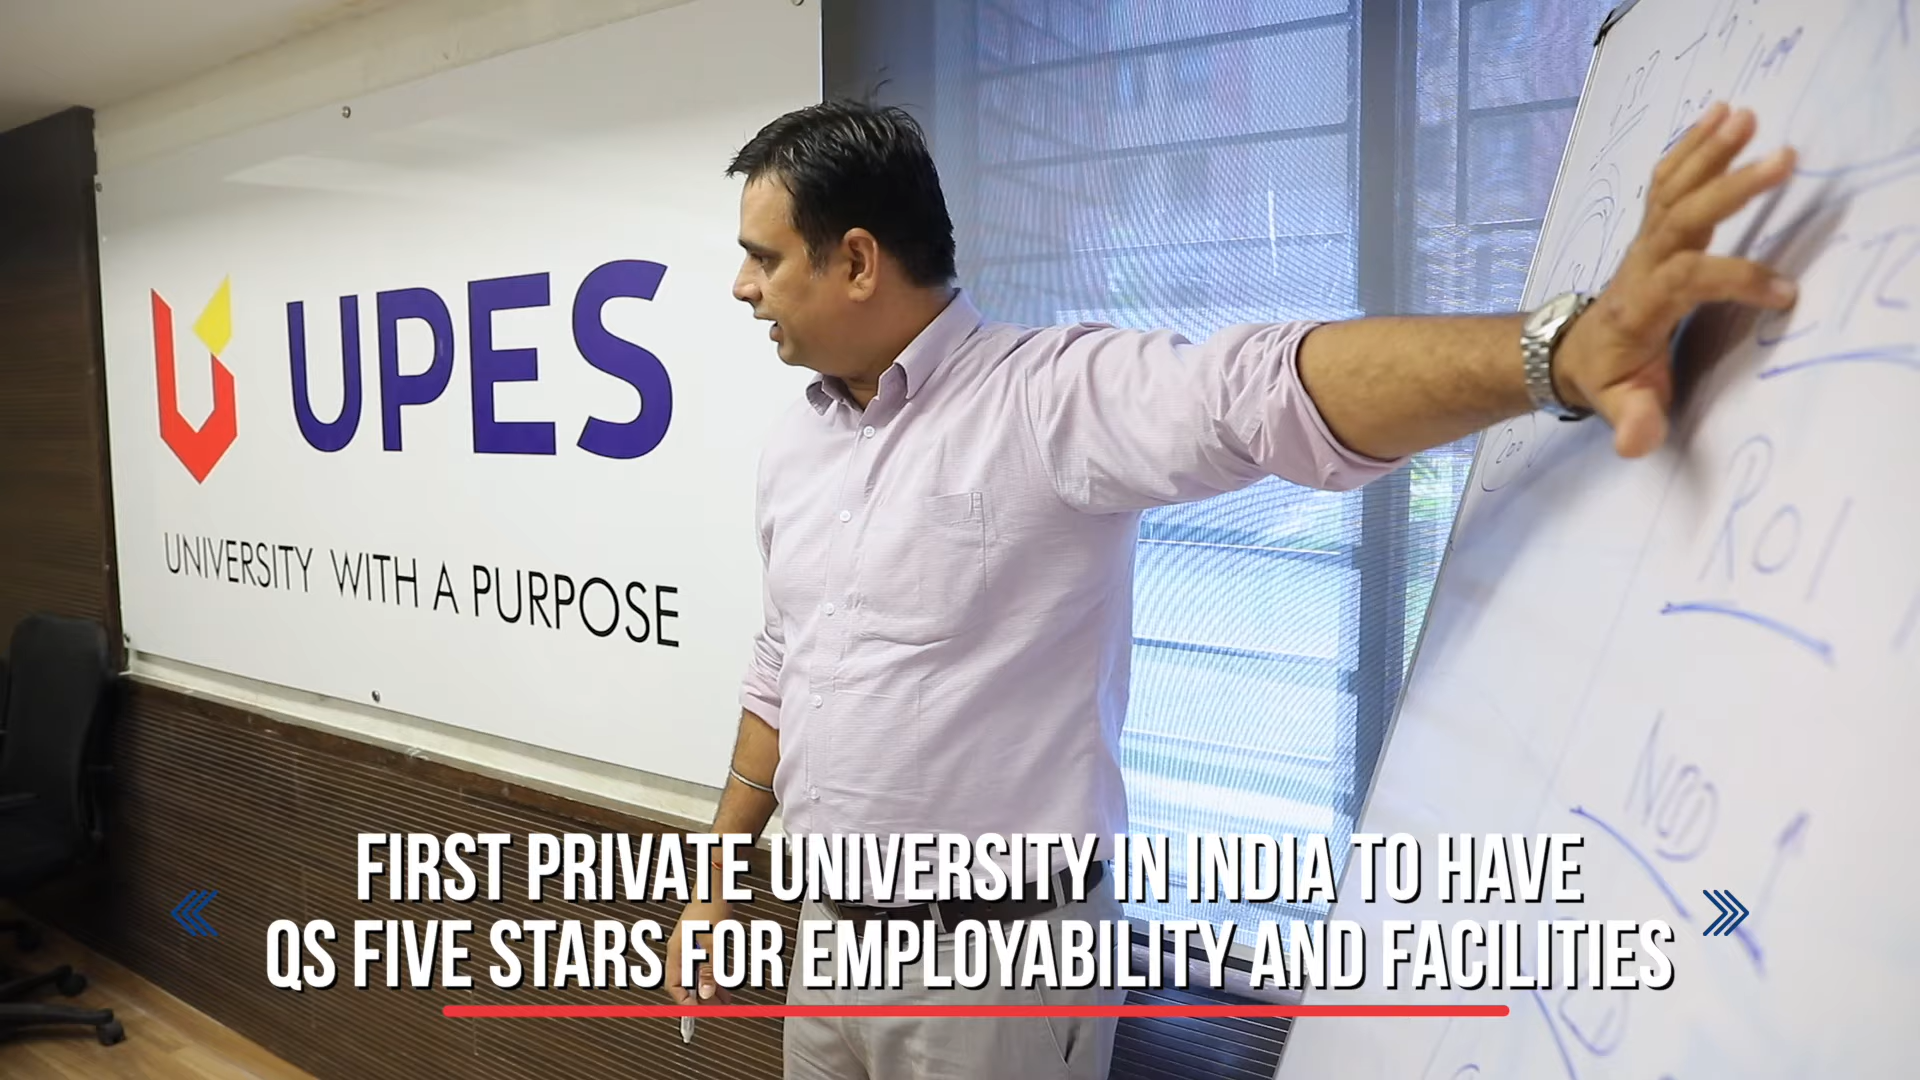 UPES
UNIVERSITY WITH A PURPOSE
200
ROI
FIRST PRIVATE UNIVERSITY IN INDIA TO HAVE
QS FIVE STARS FOR EMPLOYABILITY AND FACILITIES